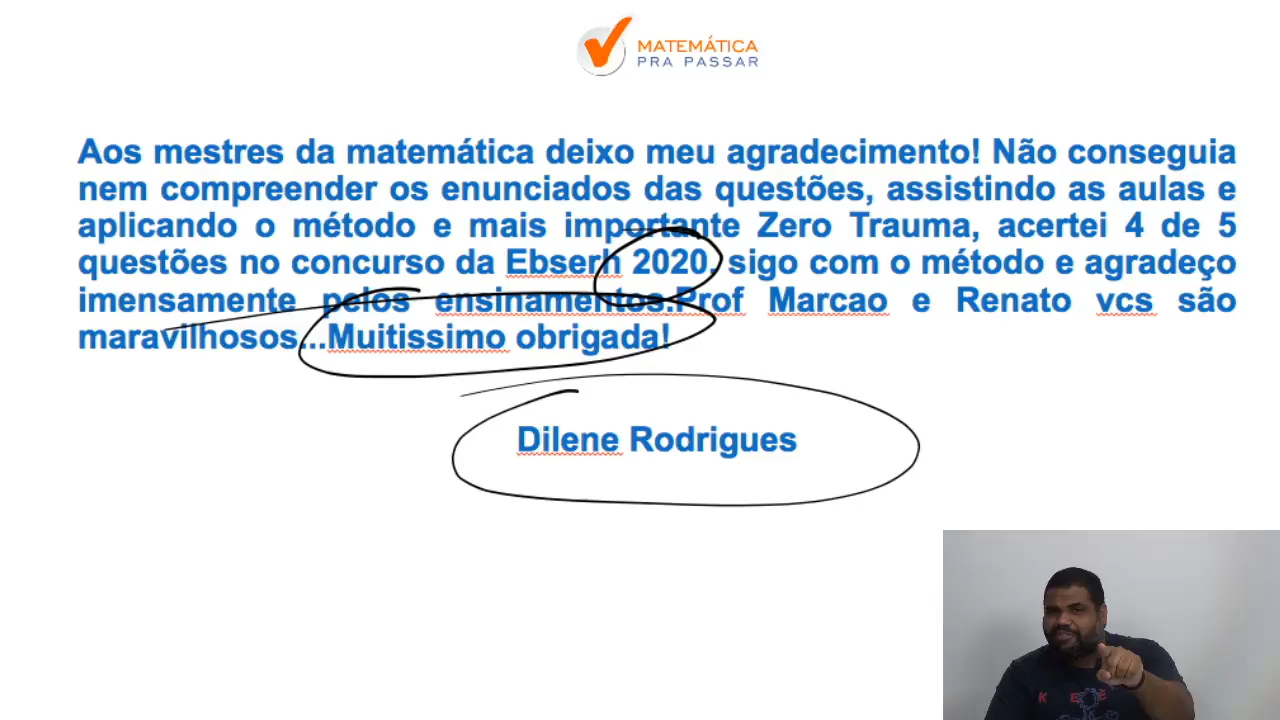 MATEMÁTICA
PRA PASSAR
Aos mestres da matemática deixo meu agradecimento! Não conseguia
nem compreender os enunciados das questões, assistindo as aulas e
aplicando o método e mais importante Zero Trauma, acertei 4 de 5
questões no concurso da Ebserh 2020, sigo com o método e agradeço
imensamente pelos ensinamentos.Prof Marcao e Renato vcs são
maravilhosos...Muitissimo obrigada!
Dilene Rodrigues